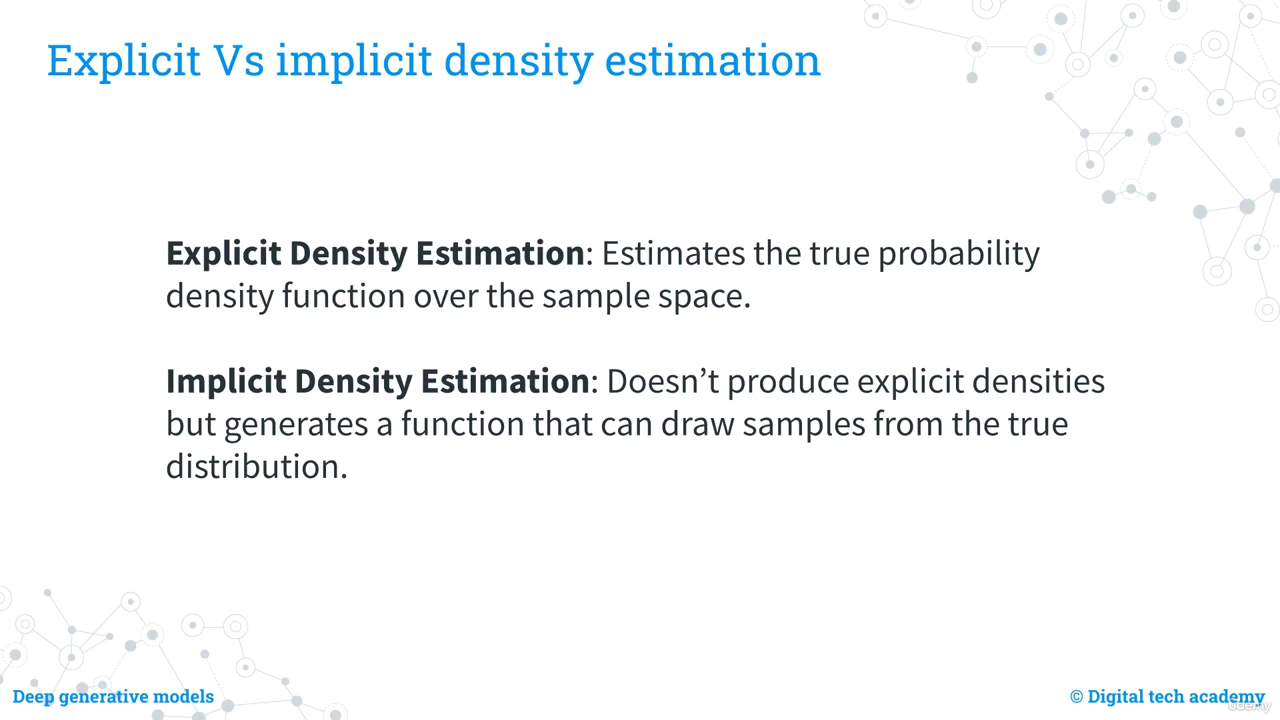 Explicit Vs implicit density estimation
Explicit Density Estimation: Estimates the true probability
density function over the sample space.
Implicit Density Estimation: Doesn’t produce explicit densities
but generates a function that can draw samples from the true
distribution.
Deep generative models
© Digital tech academy
udemy